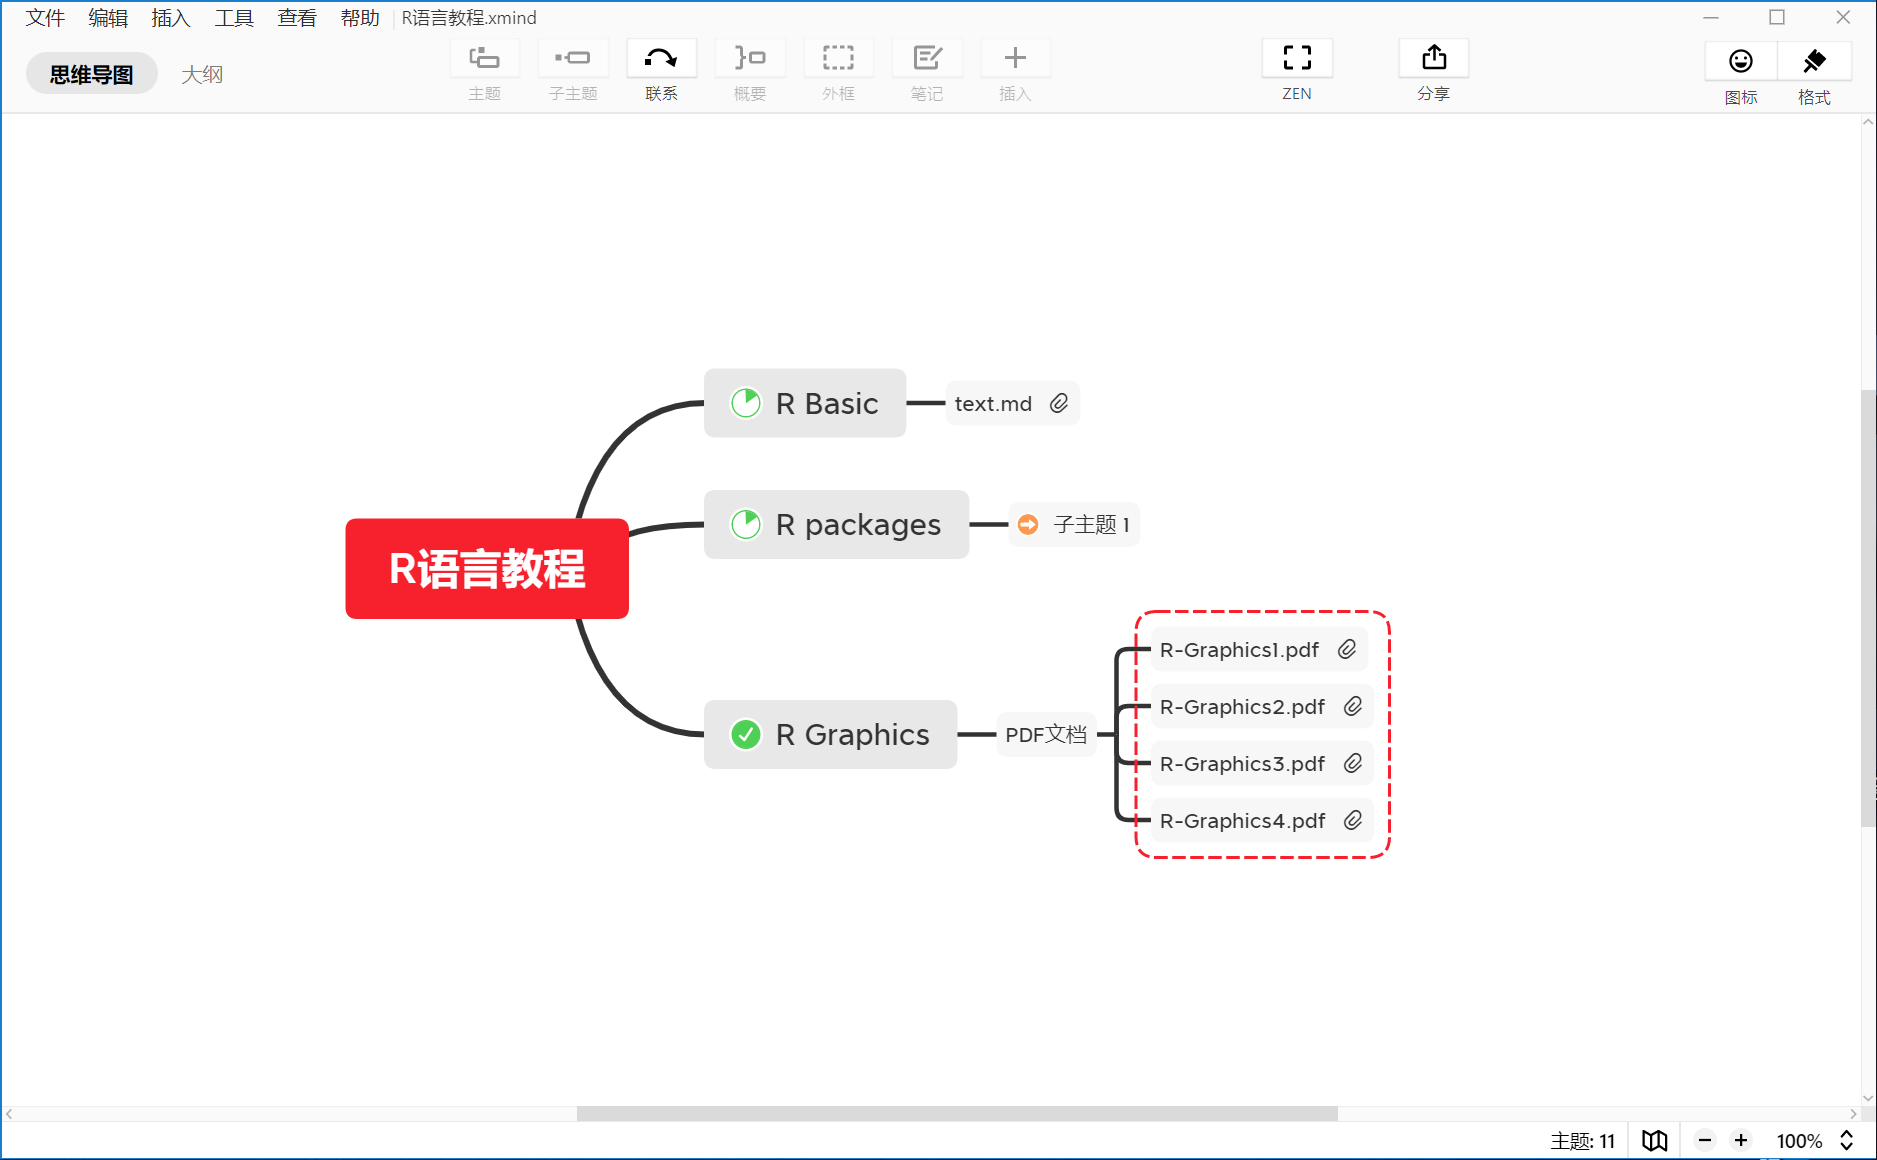 文件 编辑 插入 工具 查看 帮助 R语言教程.xmind
思维导图 大纲
主题 子主题 联系 概要 外框 笔记 插入 ZEN 分享 图标 格式
R Basic
text.md
R packages
子主题 1
R语言教程
R Graphics
PDF文档
R-Graphics1.pdf
R-Graphics2.pdf
R-Graphics3.pdf
R-Graphics4.pdf
主题: 11
100%